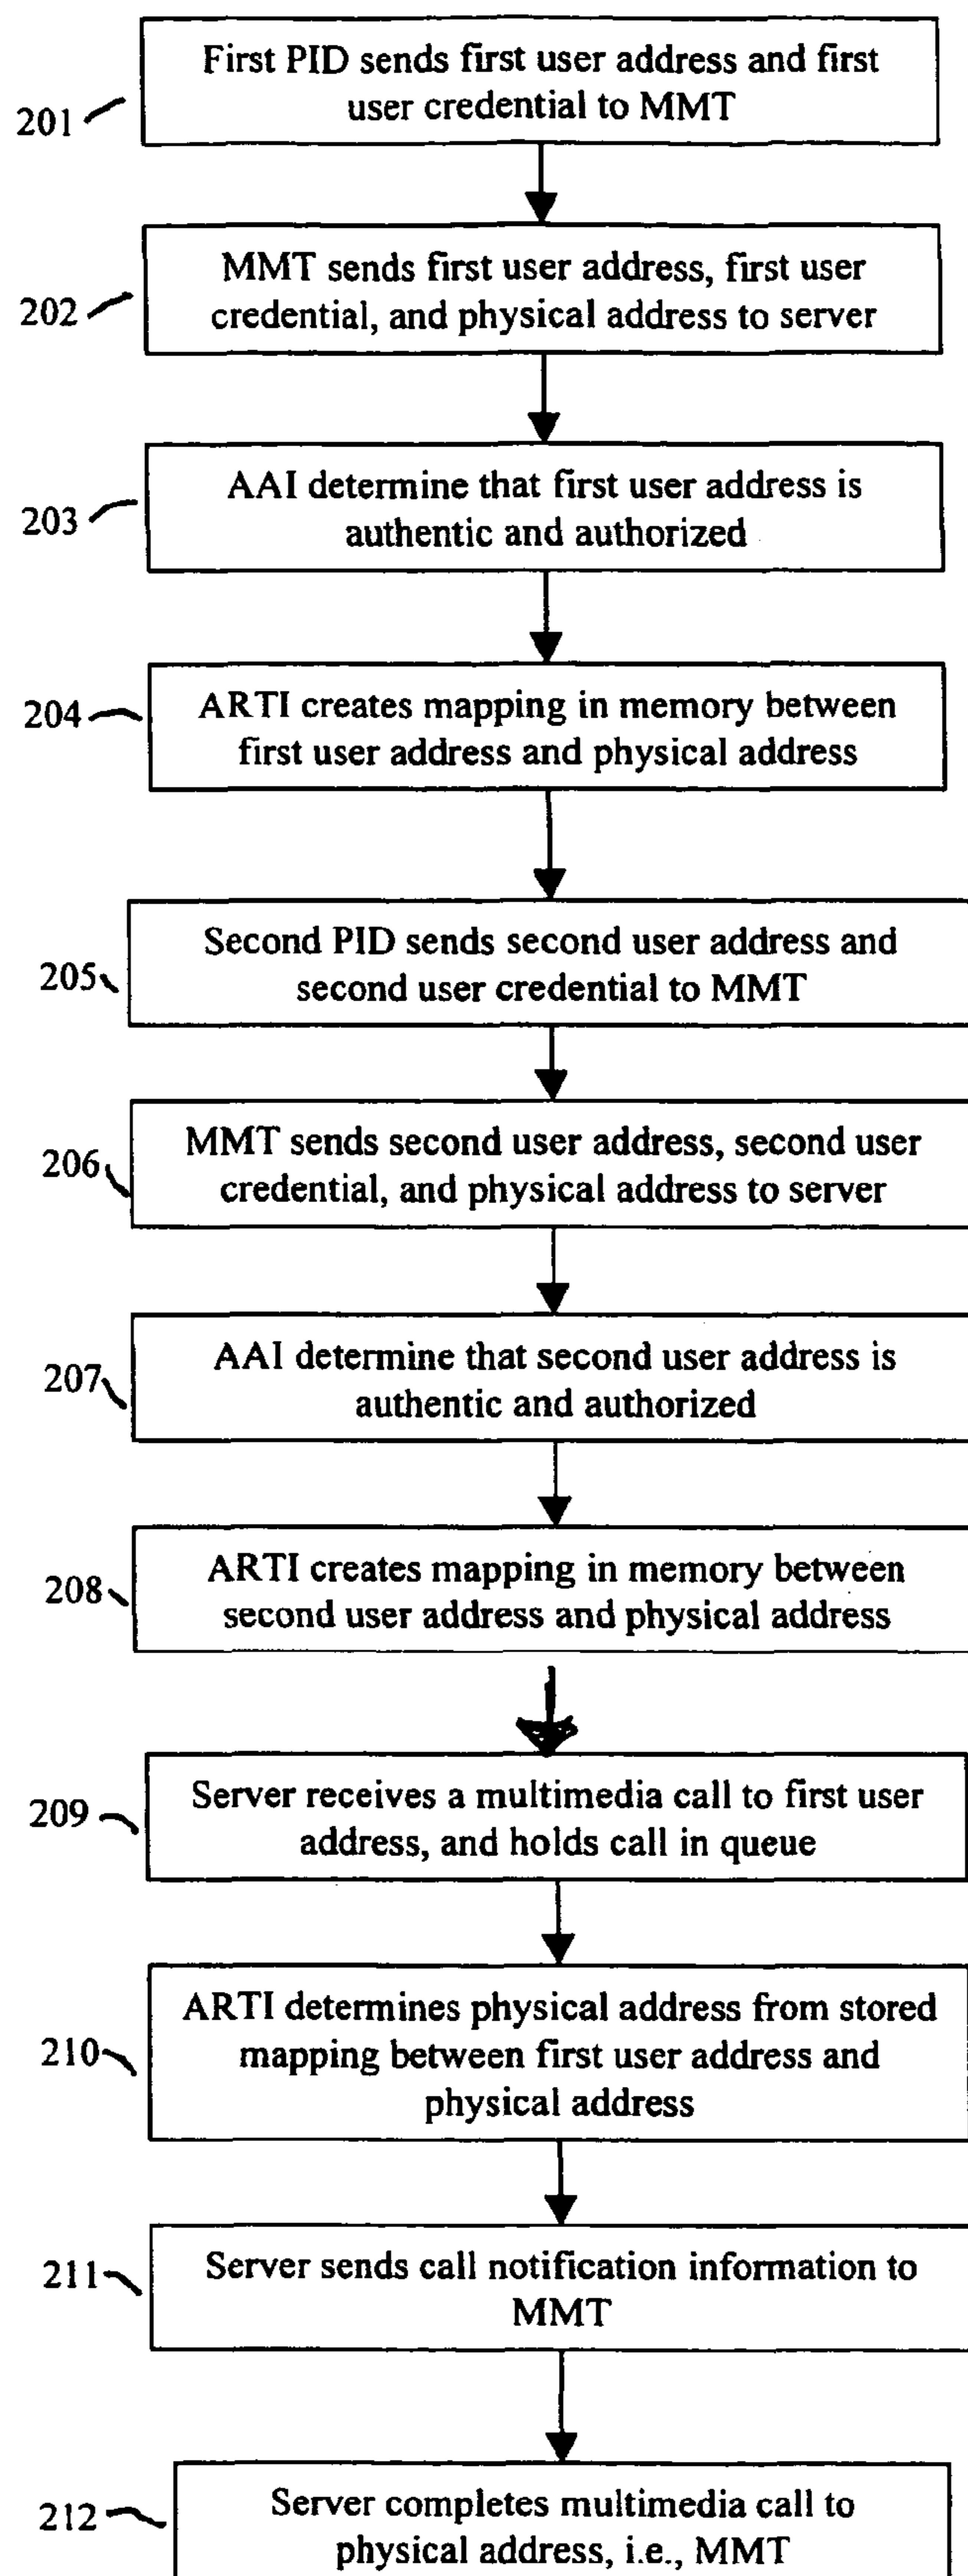 First PID sends first user address and first
user credential to MMT
201
MMT sends first user address, first user
credential, and physical address to server
202
AAI determine that first user address is
authentic and authorized
203
ARTI creates mapping in memory between
first user address and physical address
204
Second PID sends second user address and
second user credential to MMT
205
MMT sends second user address, second user
credential, and physical address to server
206
AAI determine that second user address is
authentic and authorized
207
ARTI creates mapping in memory between
second user address and physical address
208
Server receives a multimedia call to first user
address, and holds call in queue
209
ARTI determines physical address from stored
mapping between first user address and
physical address
210
Server sends call notification information to
MMT
211
Server completes multimedia call to
physical address, i.e., MMT
212